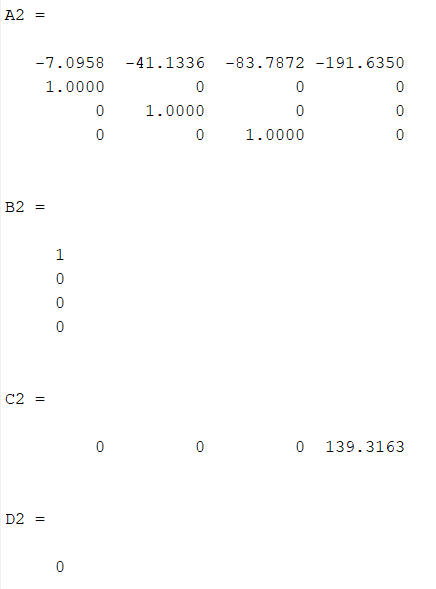 A2 =
-7.0958 -41.1336 -83.7872 -191.6350
1.0000 0 0 0
0 1.0000 0 0
0 0 1.0000 0
B2 =
1
0
0
0
C2 =
0 0 0 139.3163
D2 =
0